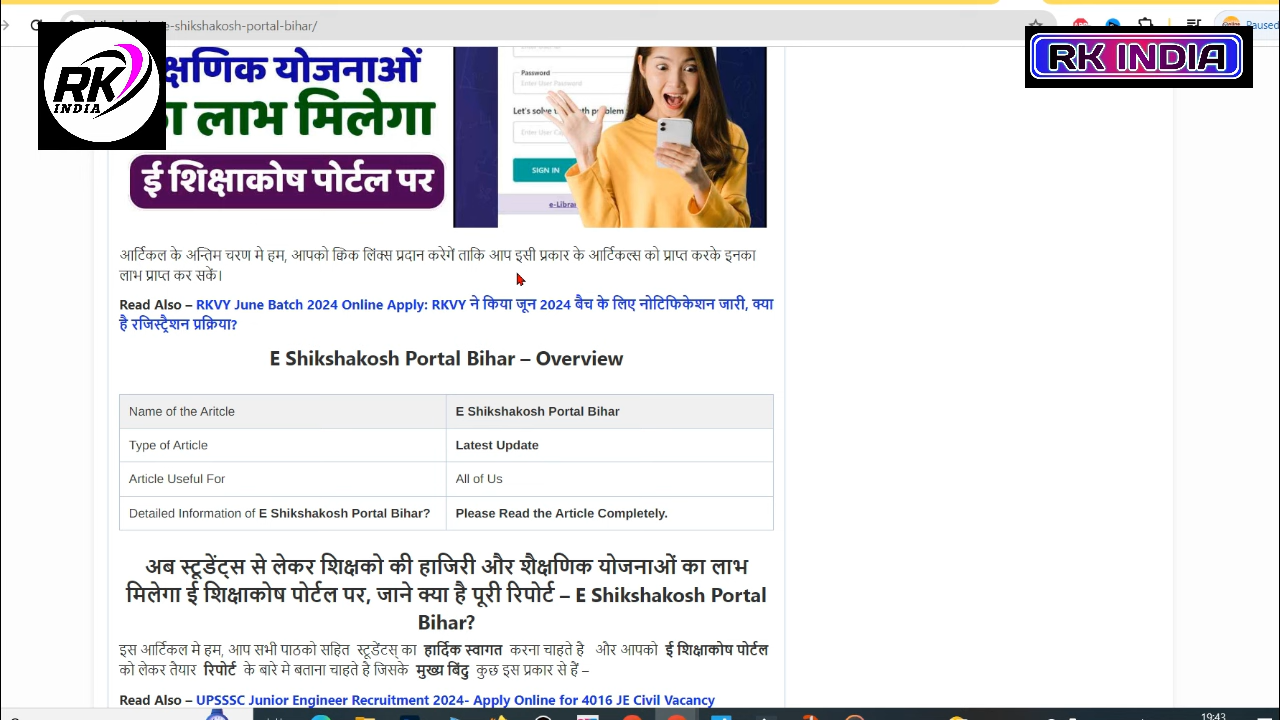 e-shikshakosh-portal-bihar/
Paused
RK
INDIA
RK INDIA
क्षणिक योजनाओं
लाभ मिलेगा
ई शिक्षाकोष पोर्टल पर
Password
Enter User Password
Let's solve
problem
SIGN IN
आर्टिकल के अन्तिम चरण मे हम, आपको क्विक लिंक्स प्रदान करेगें ताकि आप इसी प्रकार के आर्टिकल्स को प्राप्त करके इनका
लाभ प्राप्त कर सकें।
Read Also – RKVY June Batch 2024 Online Apply: RKVY ने किया जून 2024 बैच के लिए नोटिफिकेशन जारी, क्या
है रजिस्ट्रैशन प्रक्रिया?
E Shikshakosh Portal Bihar – Overview
Name of the Aritcle E Shikshakosh Portal Bihar
Type of Article Latest Update
Article Useful For All of Us
Detailed Information of E Shikshakosh Portal Bihar? Please Read the Article Completely.
अब स्टूडेंट्स से लेकर शिक्षको की हाजिरी और शैक्षणिक योजनाओं का लाभ
मिलेगा ई शिक्षाकोष पोर्टल पर, जाने क्या है पूरी रिपोर्ट – E Shikshakosh Portal
Bihar?
इस आर्टिकल मे हम, आप सभी पाठको सहित स्टूडेंटस् का हार्दिक स्वागत करना चाहते है और आपको ई शिक्षाकोष पोर्टल
को लेकर तैयार रिपोर्ट के बारे मे बताना चाहते है जिसके मुख्य बिंदु कुछ इस प्रकार से हैं –
Read Also – UPSSSC Junior Engineer Recruitment 2024- Apply Online for 4016 JE Civil Vacancy
19:43